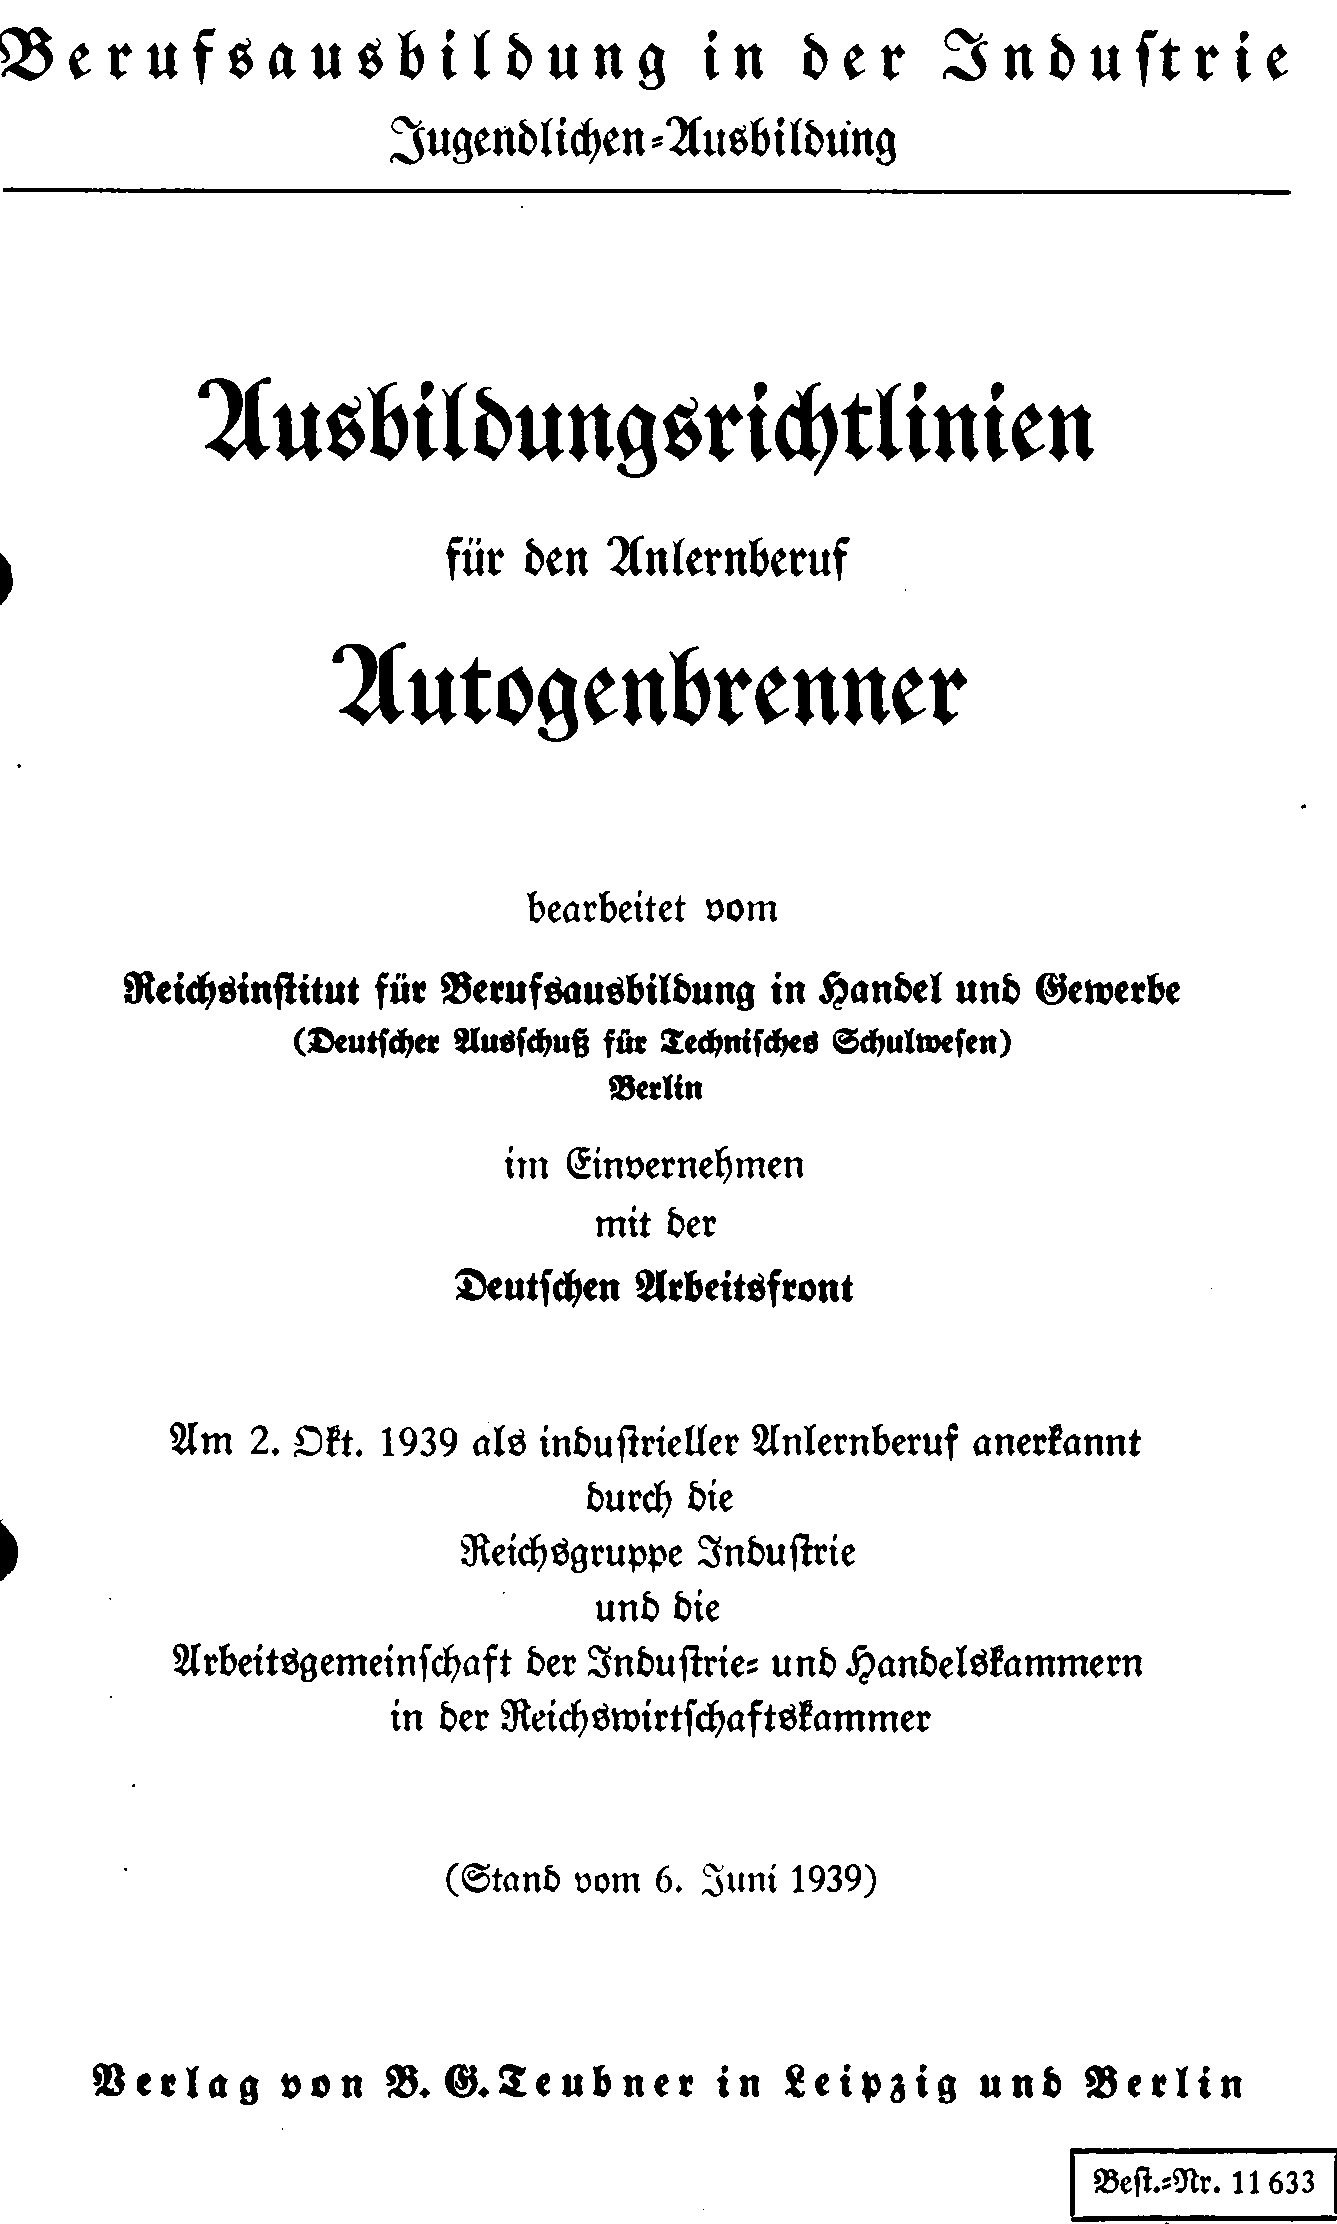 Berufsausbildung in der Industrie
Jugendlichen-Ausbildung
Ausbildungsrichtlinien
für den Anlernberuf
Autogenbrenner
bearbeitet vom
Reichsinstitut für Berufsausbildung in Handel und Gewerbe
(Deutscher Ausschuß für Technisches Schulwesen)
Berlin
im Einvernehmen
mit der
Deutschen Arbeitsfront
Am 2. Okt. 1939 als industrieller Anlernberuf anerkannt
durch die
Reichsgruppe Industrie
und die
Arbeitsgemeinschaft der Industrie- und Handelskammern
in der Reichswirtschaftskammer
(Stand vom 6. Juni 1939)
Verlag von B. G. Teubner in Leipzig und Berlin
Best.-Nr. 11 633